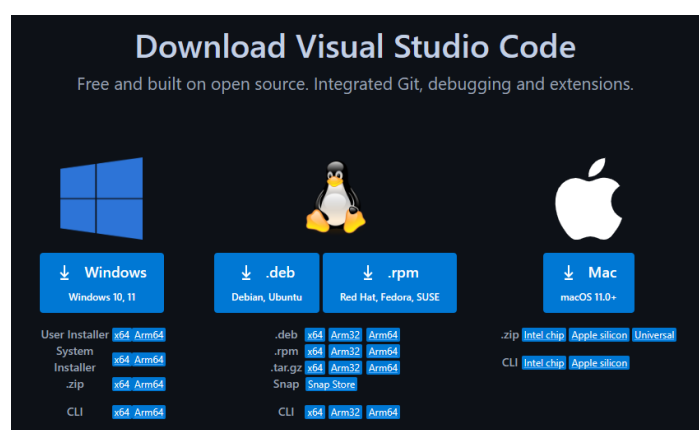 Download Visual Studio Code
Free and built on open source. Integrated Git, debugging and extensions.
Windows
Windows 10, 11
User Installer x64 Arm64
System Installer x64 Arm64
.zip x64 Arm64
CLI x64 Arm64
.deb
Debian, Ubuntu
.rpm
Red Hat, Fedora, SUSE
.deb x64 Arm32 Arm64
.rpm x64 Arm32 Arm64
.tar.gz x64 Arm32 Arm64
Snap Snap Store
CLI x64 Arm32 Arm64
Mac
macOS 11.0+
.zip Intel chip Apple silicon Universal
CLI Intel chip Apple silicon